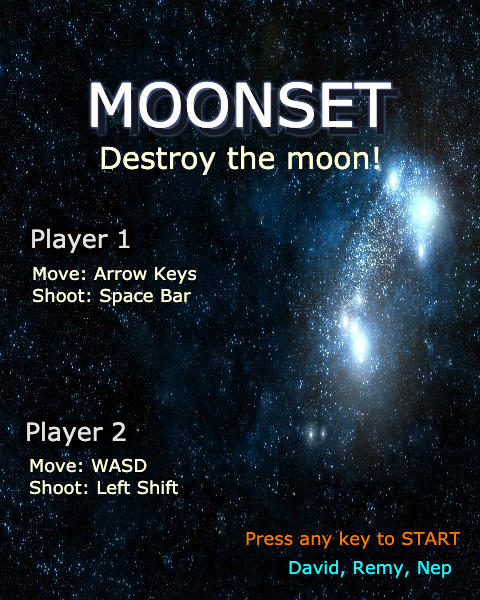 MOONSET
Destroy the moon!
Player 1
Move: Arrow Keys
Shoot: Space Bar
Player 2
Move: WASD
Shoot: Left Shift
Press any key to START
David, Remy, Nep